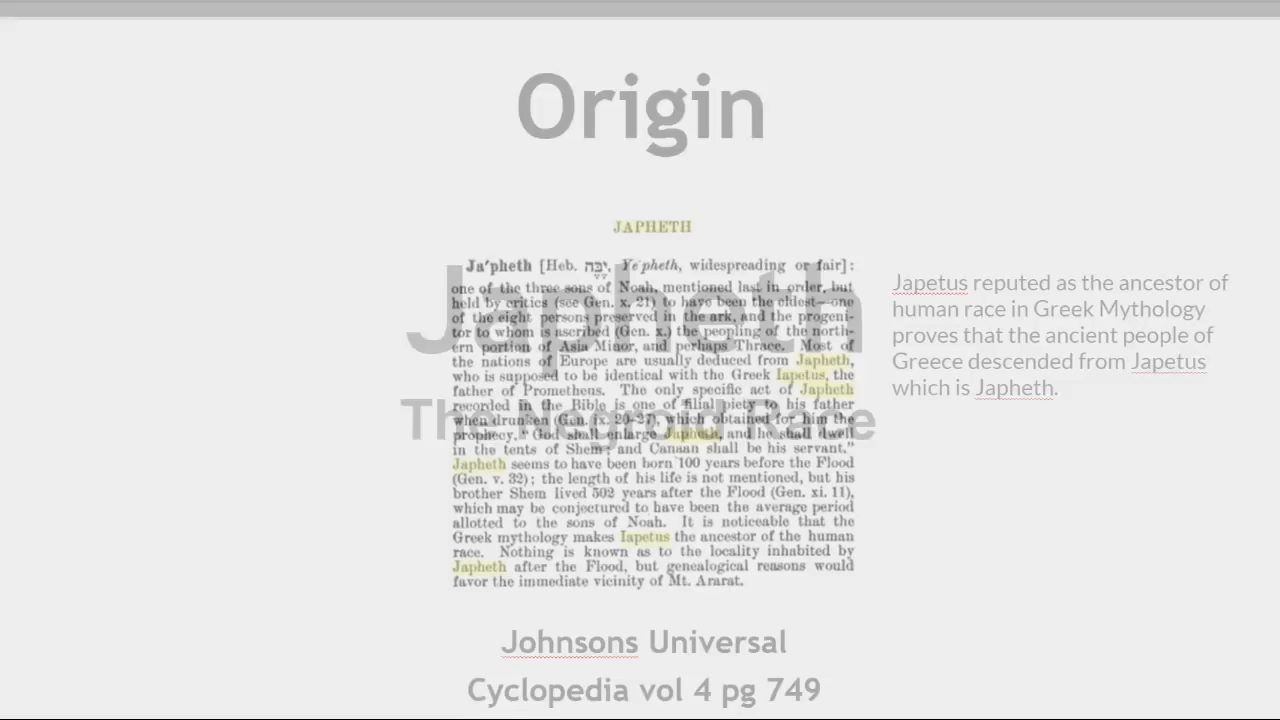 Origin
JAPHETH
Ja′pheth [Heb. יֶפֶת, Ye′pheth, widespreading or fair]:
one of the three sons of Noah, mentioned last in order, but
held by critics (see Gen. x. 21) to have been the eldest—one
of the eight persons preserved in the ark, and the progeni-
tor to whom is ascribed (Gen. x.) the peopling of the north-
ern portion of Asia Minor, and perhaps Thrace. Most of
the nations of Europe are usually deduced from Japheth,
who is supposed to be identical with the Greek Iapetus, the
father of Prometheus. The only specific act of Japheth
recorded in the Bible is one of filial piety to his father
when drunken (Gen. ix. 20-27), which obtained for him the
prophecy, "God shall enlarge Japheth, and he shall dwell
in the tents of Shem; and Canaan shall be his servant."
Japheth seems to have been born 100 years before the Flood
(Gen. v. 32); the length of his life is not mentioned, but his
brother Shem lived 502 years after the Flood (Gen. xi. 11),
which may be conjectured to have been the average period
allotted to the sons of Noah. It is noticeable that the
Greek mythology makes Iapetus the ancestor of the human
race. Nothing is known as to the locality inhabited by
Japheth after the Flood, but genealogical reasons would
favor the immediate vicinity of Mt. Ararat.
Japheth
The Negroid Race
Japetus reputed as the ancestor of
human race in Greek Mythology
proves that the ancient people of
Greece descended from Japetus
which is Japheth.
Johnsons Universal
Cyclopedia vol 4 pg 749